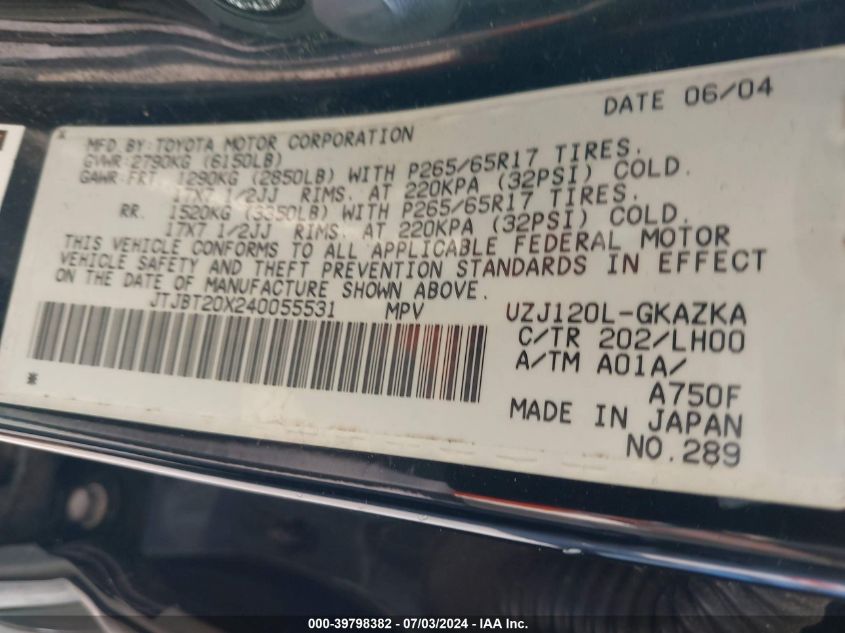 DATE 06/04
MFD. BY: TOYOTA MOTOR CORPORATION
GVWR: 2790KG (6150LB)
GAWR: FRT. 1290KG (2850LB) WITH P265/65R17 TIRES.
17X7 1/2JJ RIMS. AT 220KPA (32PSI) COLD.
RR. 1520KG (3350LB) WITH P265/65R17 TIRES.
17X7 1/2JJ RIMS. AT 220KPA (32PSI) COLD.
THIS VEHICLE CONFORMS TO ALL APPLICABLE FEDERAL MOTOR
VEHICLE SAFETY AND THEFT PREVENTION STANDARDS IN EFFECT
ON THE DATE OF MANUFACTURE SHOWN ABOVE.
JTJBT20X240055531 MPV UZJ120L-GKAZKA
C/TR 202/LH00
A/TM A01A/
A750F
MADE IN JAPAN
NO.289
000-39798382 - 07/03/2024 - IAA Inc.